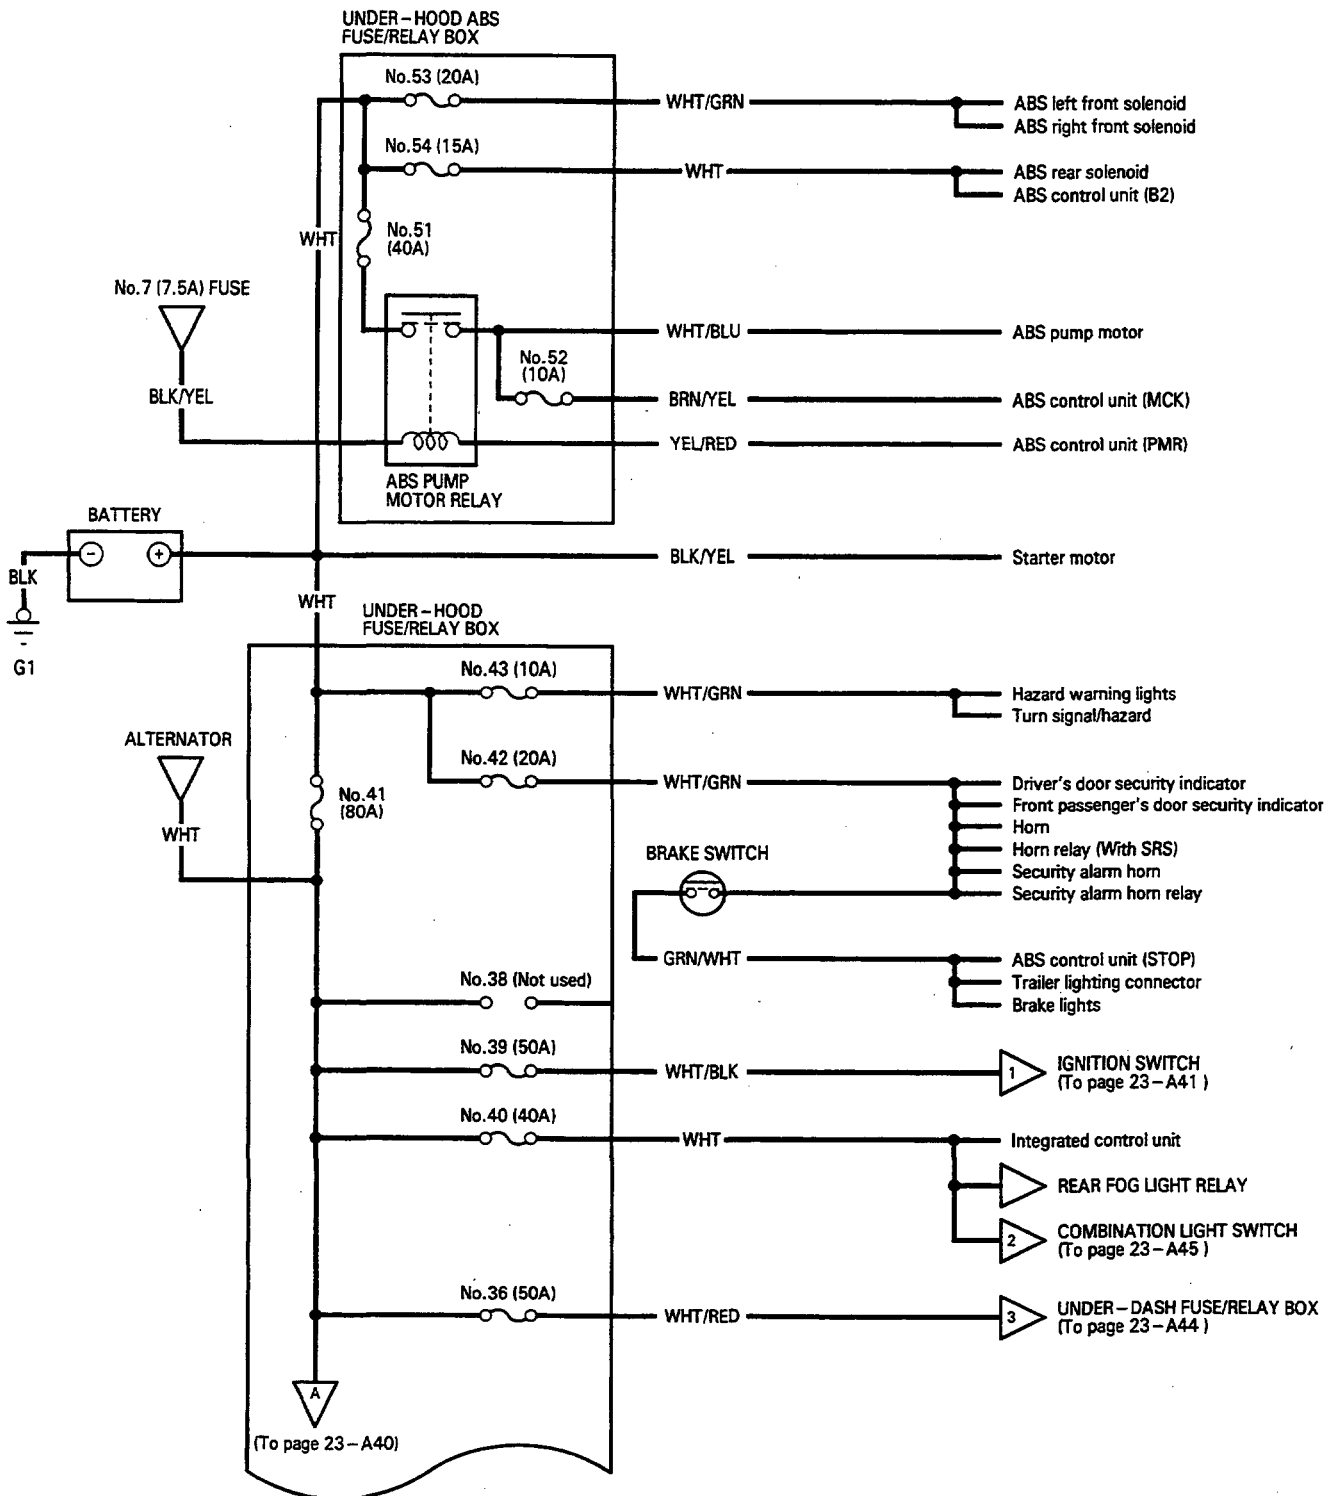 UNDER-HOOD ABS
FUSE/RELAY BOX
No.53 (20A)
WHT/GRN
ABS left front solenoid
ABS right front solenoid
No.54 (15A)
WHT
ABS rear solenoid
ABS control unit (B2)
WHT
No.51
(40A)
No.7 (7.5A) FUSE
BLK/YEL
WHT/BLU
ABS pump motor
No.52
(10A)
BRN/YEL
ABS control unit (MCK)
YEL/RED
ABS control unit (PMR)
ABS PUMP
MOTOR RELAY
BATTERY
-
+
BLK
G1
BLK/YEL
Starter motor
WHT
UNDER-HOOD
FUSE/RELAY BOX
No.43 (10A)
WHT/GRN
Hazard warning lights
Turn signal/hazard
ALTERNATOR
WHT
No.41
(80A)
No.42 (20A)
WHT/GRN
Driver's door security indicator
Front passenger's door security indicator
Horn
Horn relay (With SRS)
Security alarm horn
Security alarm horn relay
BRAKE SWITCH
GRN/WHT
ABS control unit (STOP)
Trailer lighting connector
Brake lights
No.38 (Not used)
No.39 (50A)
WHT/BLK
1
IGNITION SWITCH
(To page 23-A41 )
No.40 (40A)
WHT
Integrated control unit
REAR FOG LIGHT RELAY
2
COMBINATION LIGHT SWITCH
(To page 23-A45 )
No.36 (50A)
WHT/RED
3
UNDER-DASH FUSE/RELAY BOX
(To page 23-A44 )
A
(To page 23-A40)